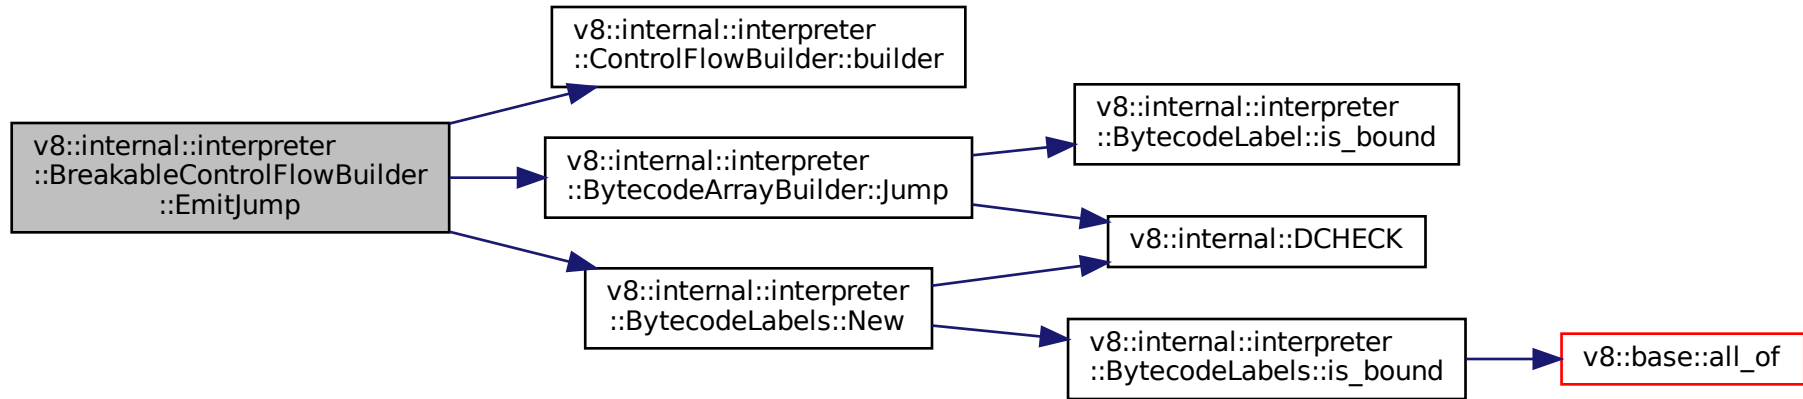 v8::internal::interpreter
::BreakableControlFlowBuilder
::EmitJump
v8::internal::interpreter
::ControlFlowBuilder::builder
v8::internal::interpreter
::BytecodeArrayBuilder::Jump
v8::internal::interpreter
::BytecodeLabels::New
v8::internal::interpreter
::BytecodeLabel::is_bound
v8::internal::DCHECK
v8::internal::interpreter
::BytecodeLabels::is_bound
v8::base::all_of